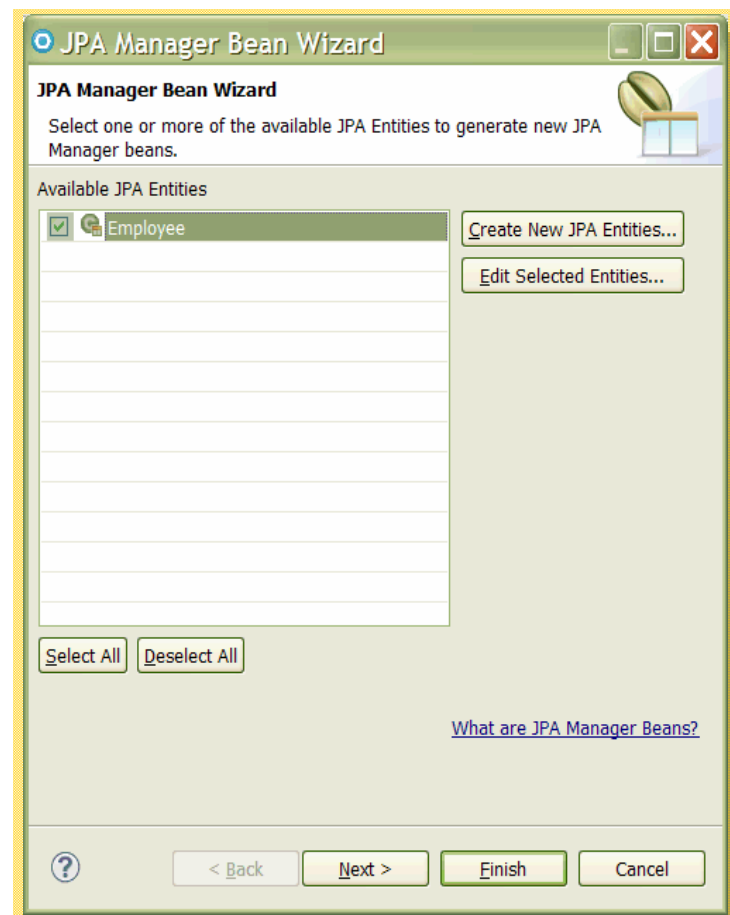 JPA Manager Bean Wizard
JPA Manager Bean Wizard
Select one or more of the available JPA Entities to generate new JPA
Manager beans.
Available JPA Entities
Employee
Create New JPA Entities...
Edit Selected Entities...
Select All Deselect All
What are JPA Manager Beans?
? < Back Next > Finish Cancel